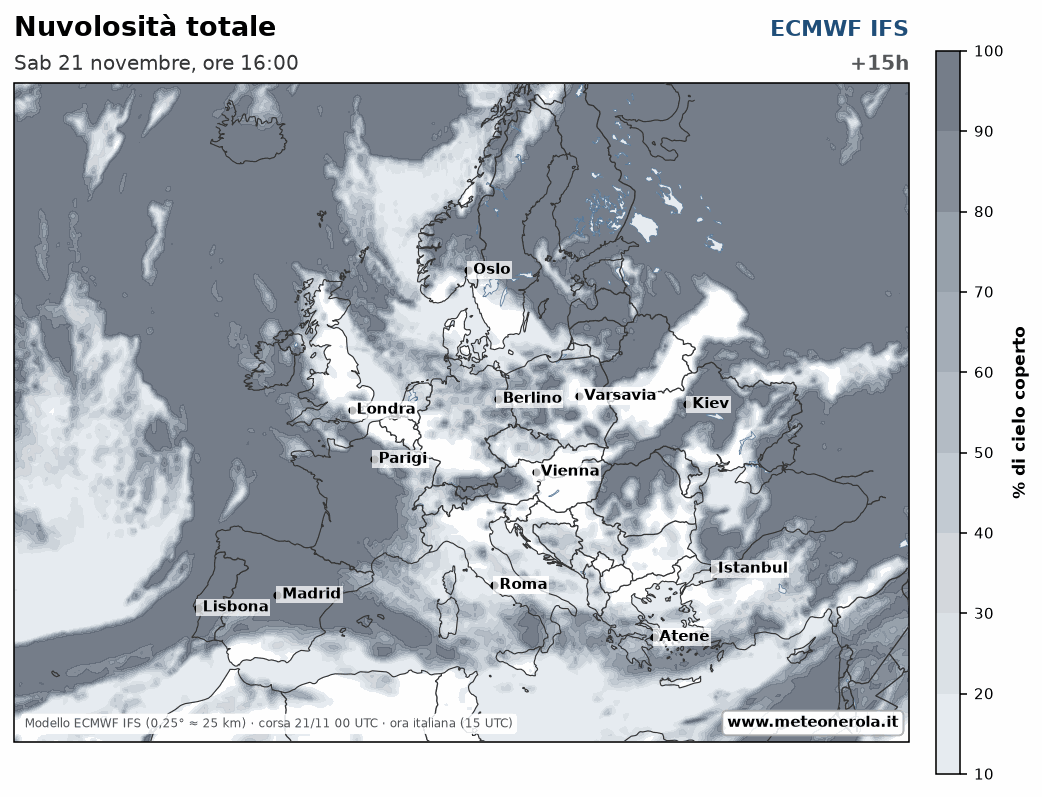 Nuvolosità totale
ECMWF IFS
Sab 21 novembre, ore 16:00
+15h
100
90
80
70
60
50
40
30
20
10
% di cielo coperto
Oslo
Londra
Berlino
Varsavia
Kiev
Parigi
Vienna
Istanbul
Roma
Madrid
Lisbona
Atene
Modello ECMWF IFS (0,25° ≈ 25 km) · corsa 21/11 00 UTC · ora italiana (15 UTC)
www.meteonerola.it